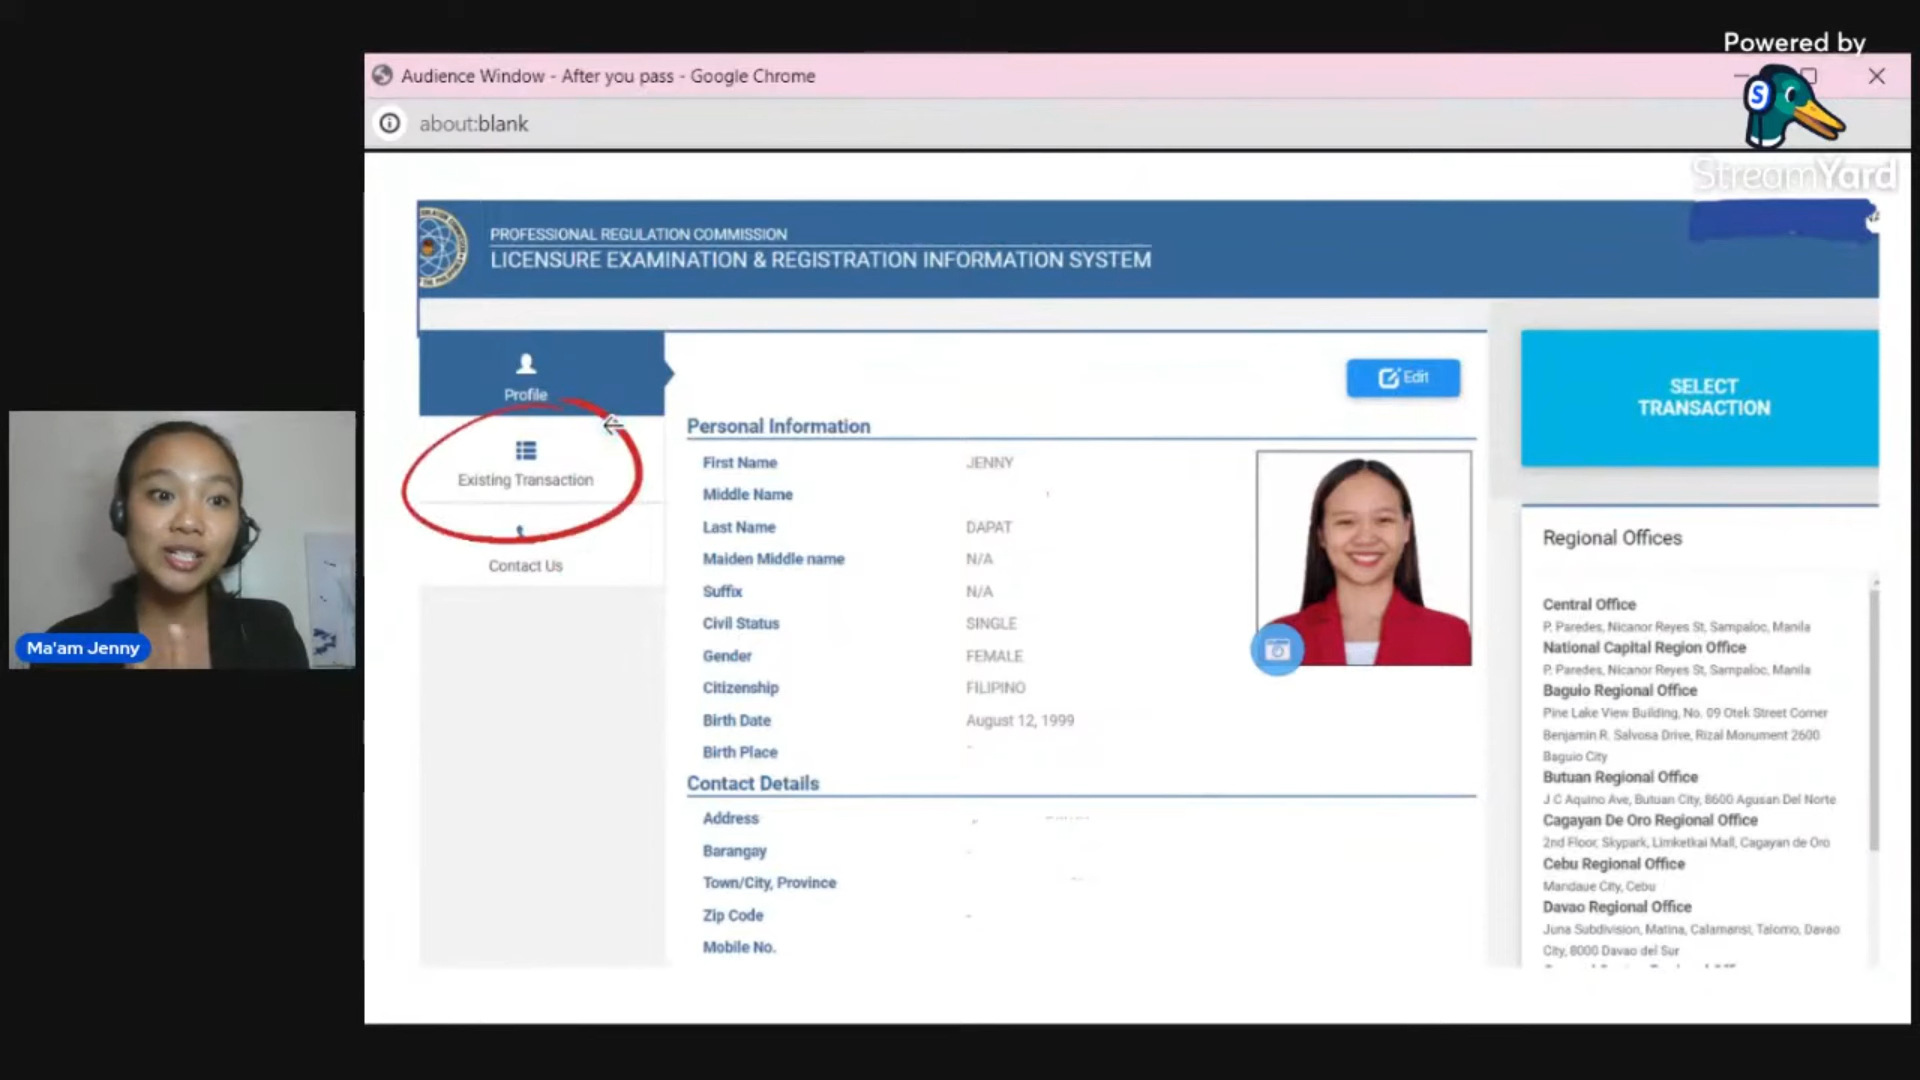 Powered by
StreamYard
Audience Window - After you pass - Google Chrome
about:blank
PROFESSIONAL REGULATION COMMISSION
LICENSURE EXAMINATION & REGISTRATION INFORMATION SYSTEM
Profile
Existing Transaction
Contact Us
Edit
Personal Information
First Name JENNY
Middle Name
Last Name DAPAT
Maiden Middle name N/A
Suffix N/A
Civil Status SINGLE
Gender FEMALE
Citizenship FILIPINO
Birth Date August 12, 1999
Birth Place -
Contact Details
Address
Barangay -
Town/City, Province
Zip Code -
Mobile No.
SELECT
TRANSACTION
Regional Offices
Central Office
P. Paredes, Nicanor Reyes St, Sampaloc, Manila
National Capital Region Office
P. Paredes, Nicanor Reyes St, Sampaloc, Manila
Baguio Regional Office
Pine Lake View Building, No. 09 Otek Street Corner
Benjamin R. Salvosa Drive, Rizal Monument 2600
Baguio City
Butuan Regional Office
J C Aquino Ave, Butuan City, 8600 Agusan Del Norte
Cagayan De Oro Regional Office
2nd Floor, Skypark, Limketkai Mall, Cagayan de Oro
Cebu Regional Office
Mandaue City, Cebu
Davao Regional Office
Juna Subdivision, Matina, Calamansi, Talomo, Davao
City, 8000 Davao del Sur
Ma'am Jenny